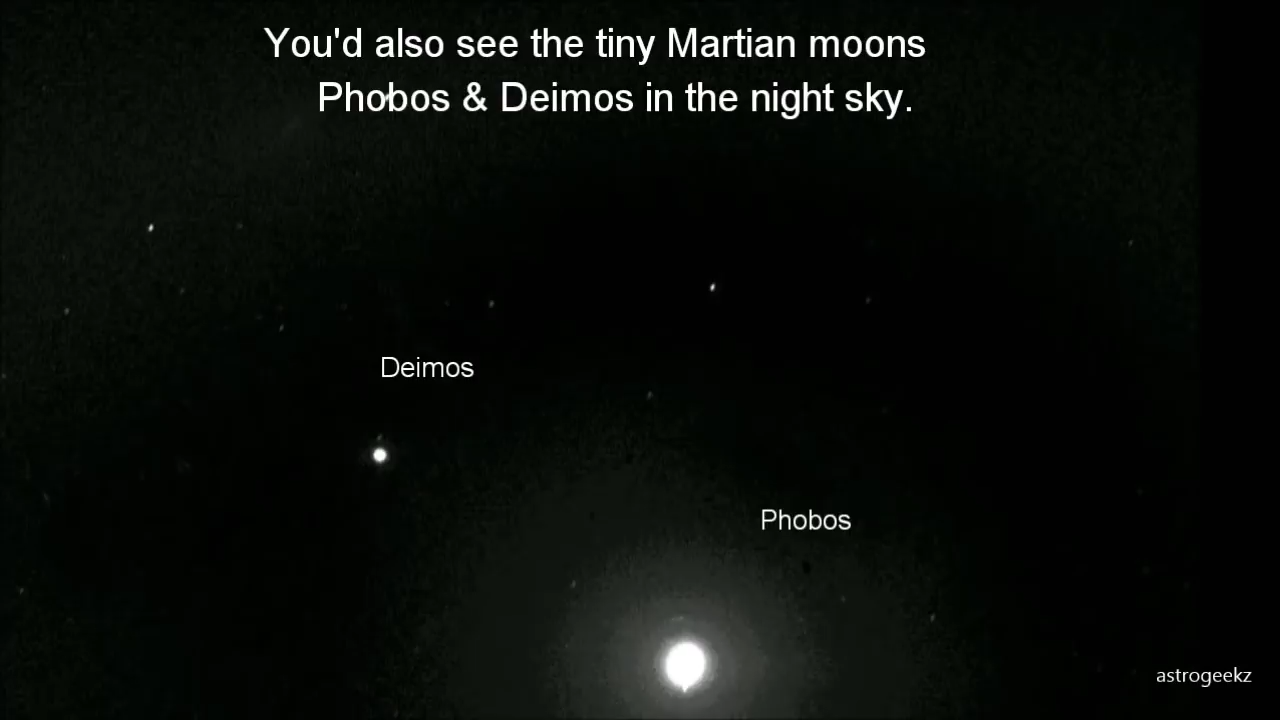 You'd also see the tiny Martian moons
Phobos & Deimos in the night sky.
Deimos
Phobos
astrogeekz